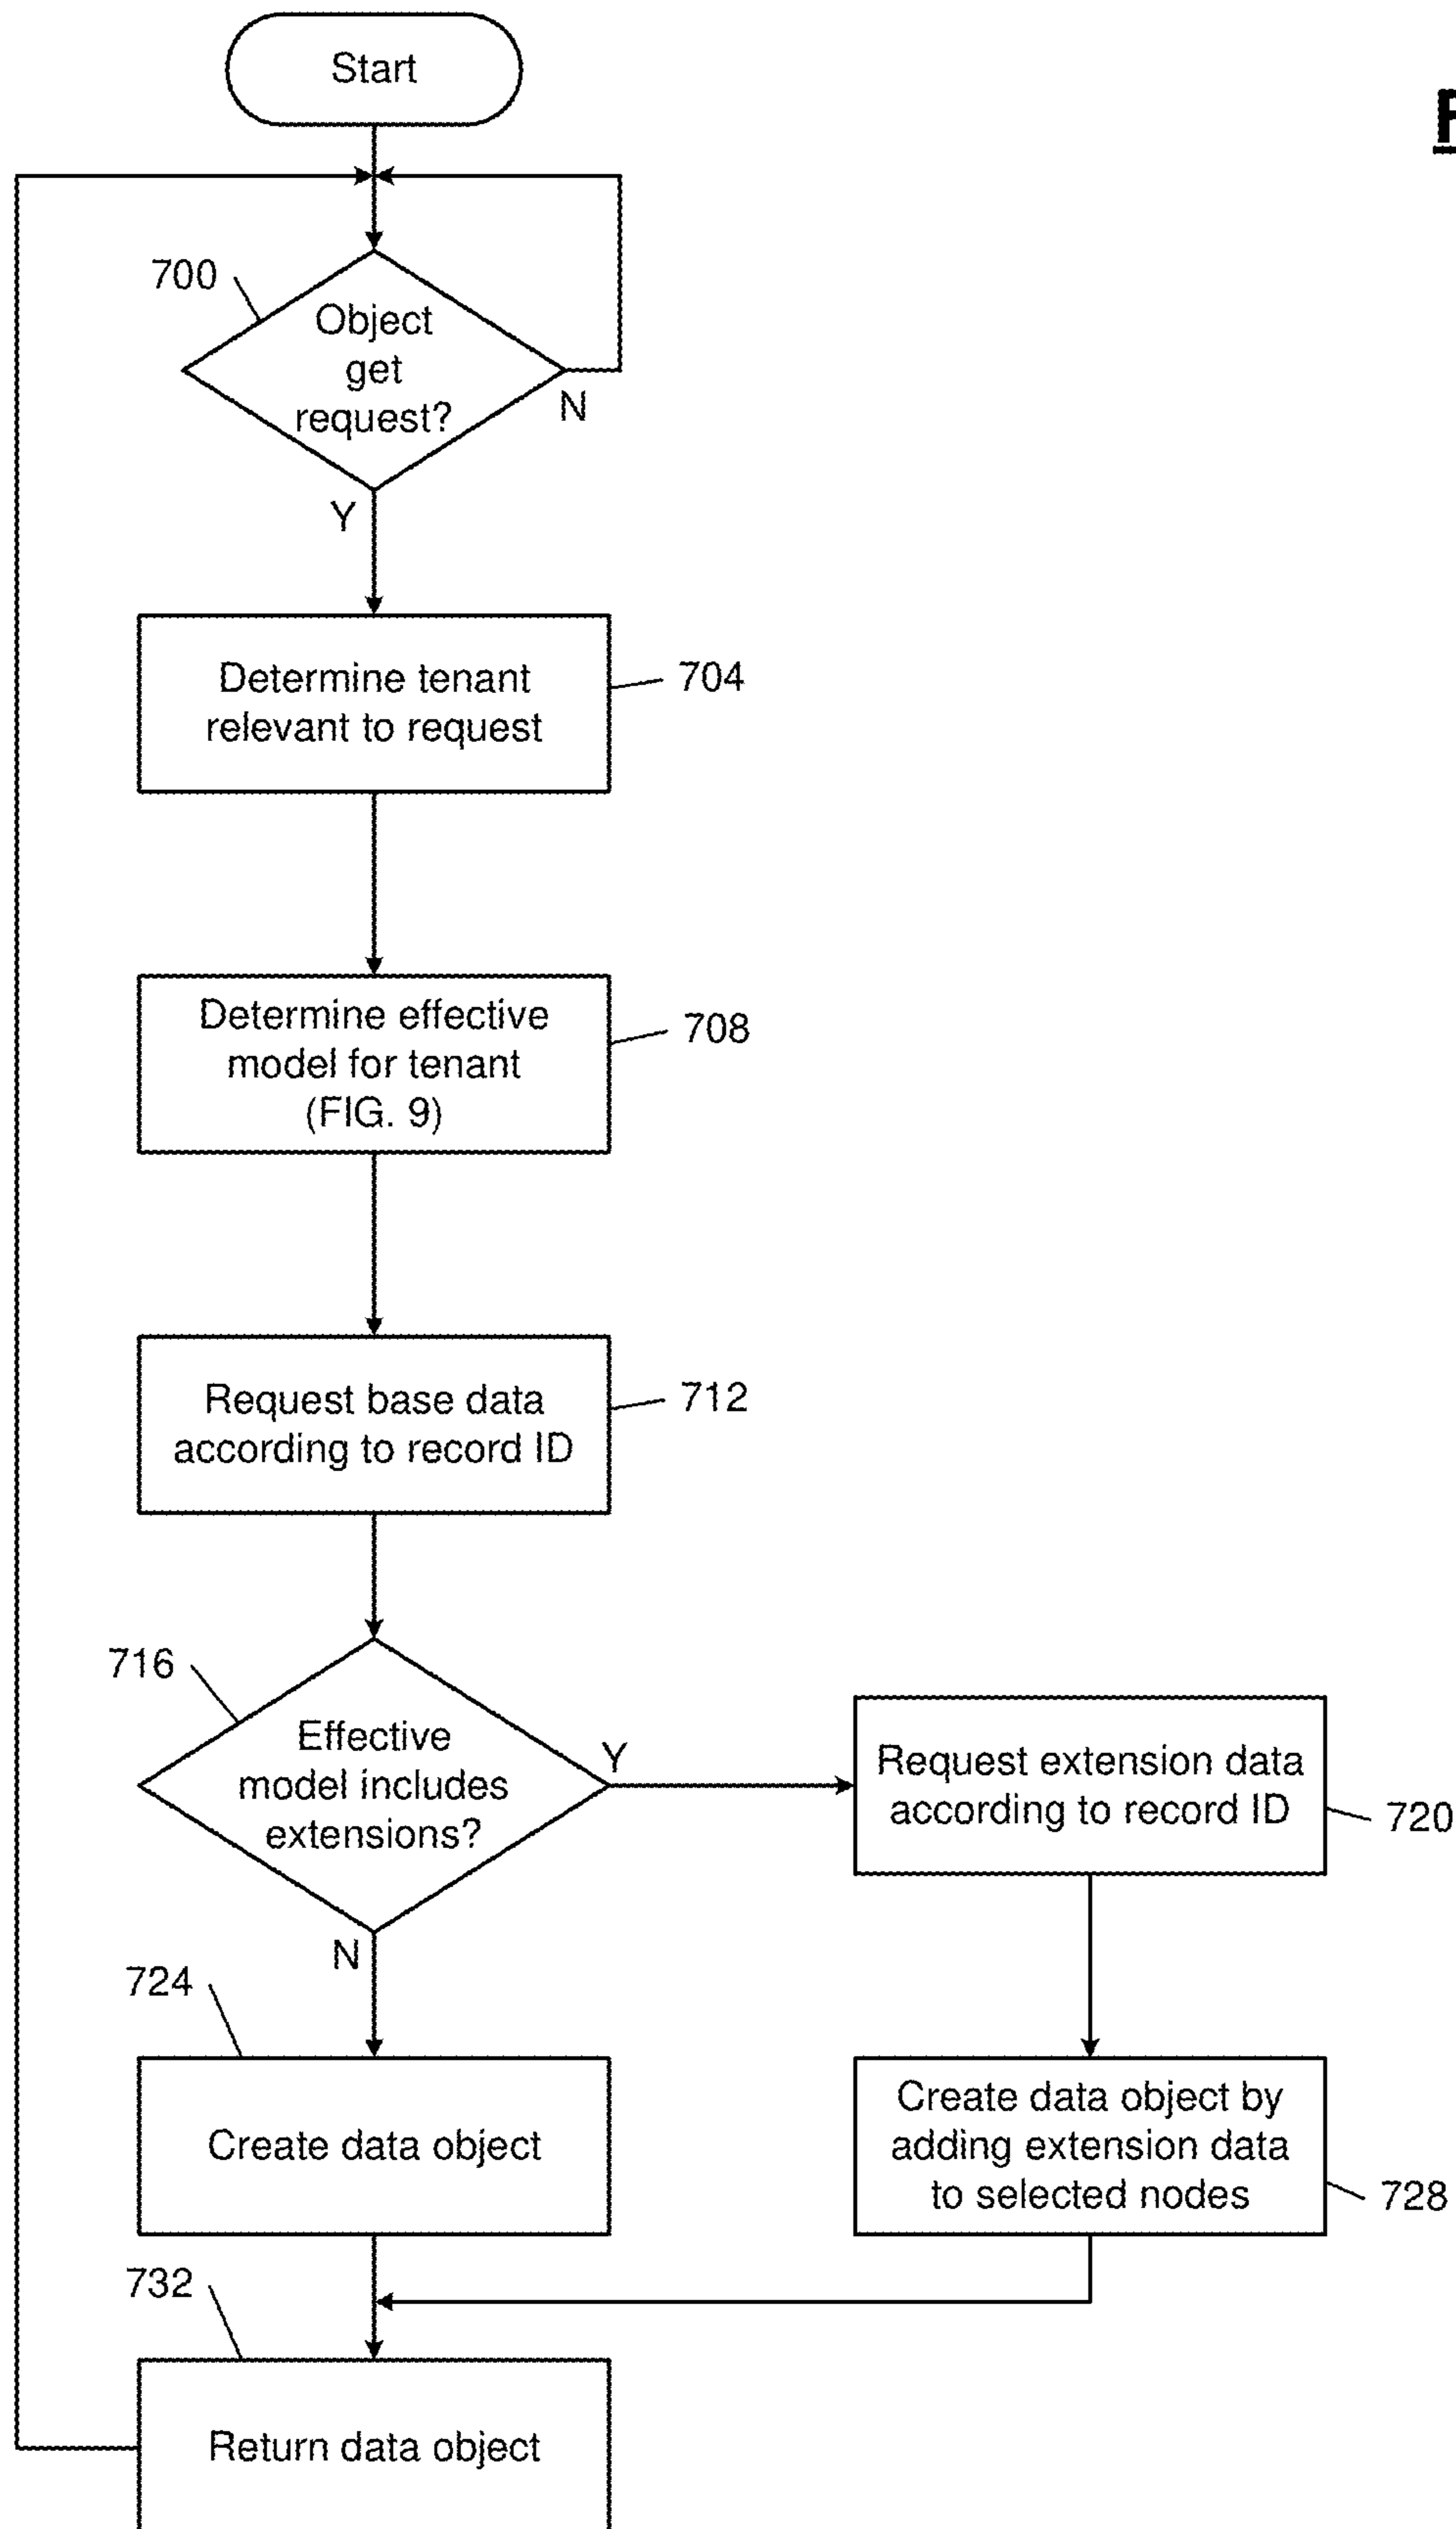 Start
700
Object
get
request?
N
Y
Determine tenant
relevant to request
704
Determine effective
model for tenant
(FIG. 9)
708
Request base data
according to record ID
712
716
Effective
model includes
extensions?
Y
N
Request extension data
according to record ID
720
724
Create data object
Create data object by
adding extension data
to selected nodes
728
732
Return data object